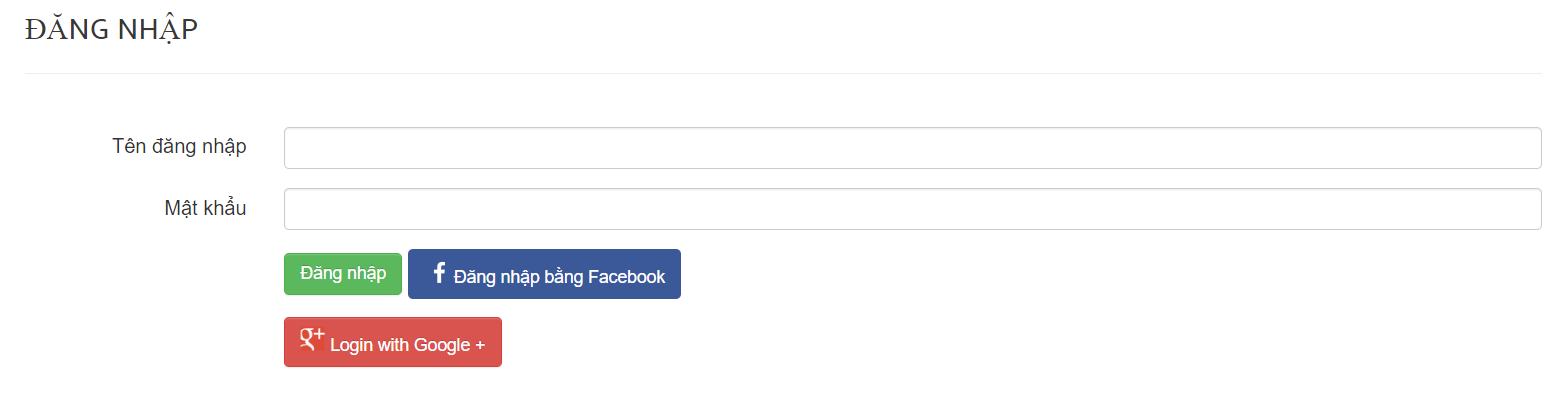 ĐĂNG NHẬP
Tên đăng nhập
Mật khẩu
Đăng nhập
f Đăng nhập bằng Facebook
g+ Login with Google +